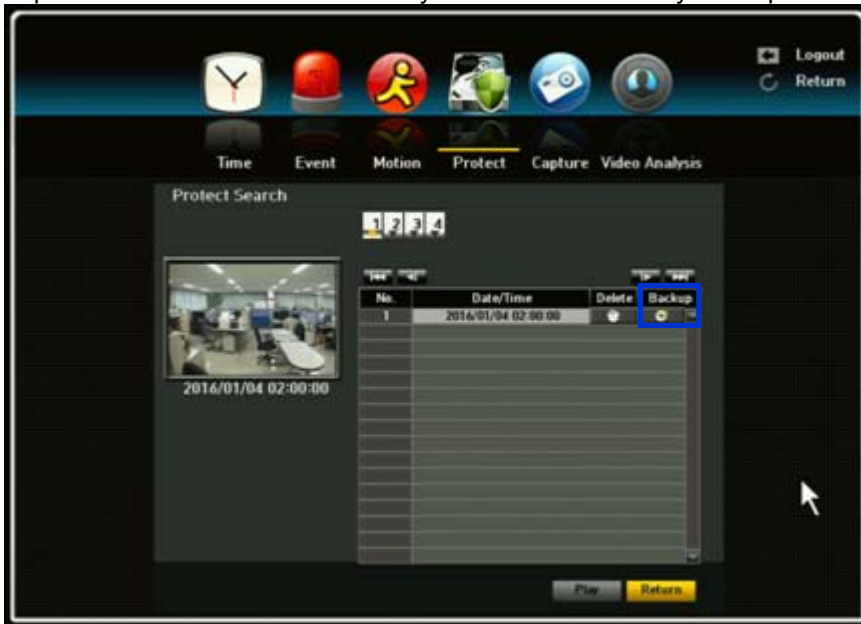 Logout
Return
Time Event Motion Protect Capture Video Analysis
Protect Search
1 2 3 4
No. Date/Time Delete Backup
1 2016/01/04 02:00:00
2016/01/04 02:00:00
Play Return